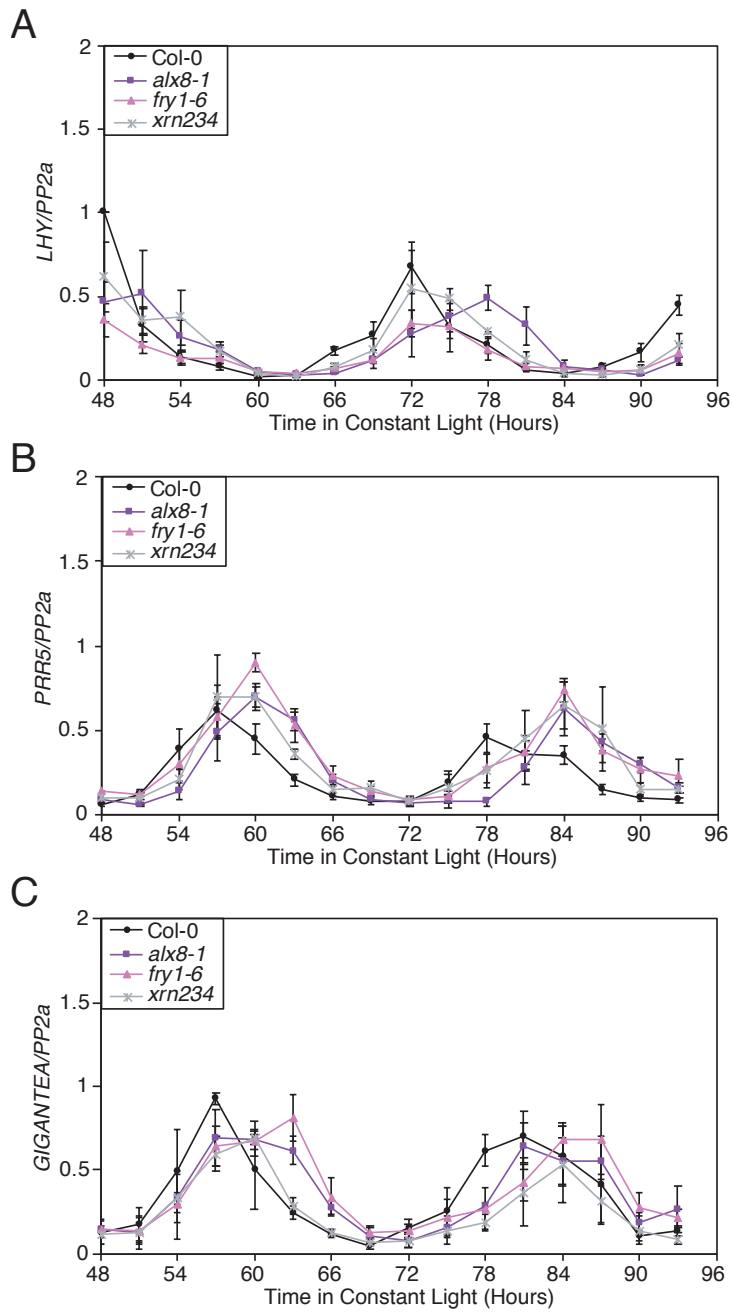 A
2
1.5
1
0.5
0
LHY/PP2a
Col-0
alx8-1
fry1-6
xrn234
48 54 60 66 72 78 84 90 96
Time in Constant Light (Hours)
B
2
1.5
1
0.5
0
PRR5/PP2a
Col-0
alx8-1
fry1-6
xrn234
48 54 60 66 72 78 84 90 96
Time in Constant Light (Hours)
C
2
1.5
1
0.5
0
GIGANTEA/PP2a
Col-0
alx8-1
fry1-6
xrn234
48 54 60 66 72 78 84 90 96
Time in Constant Light (Hours)